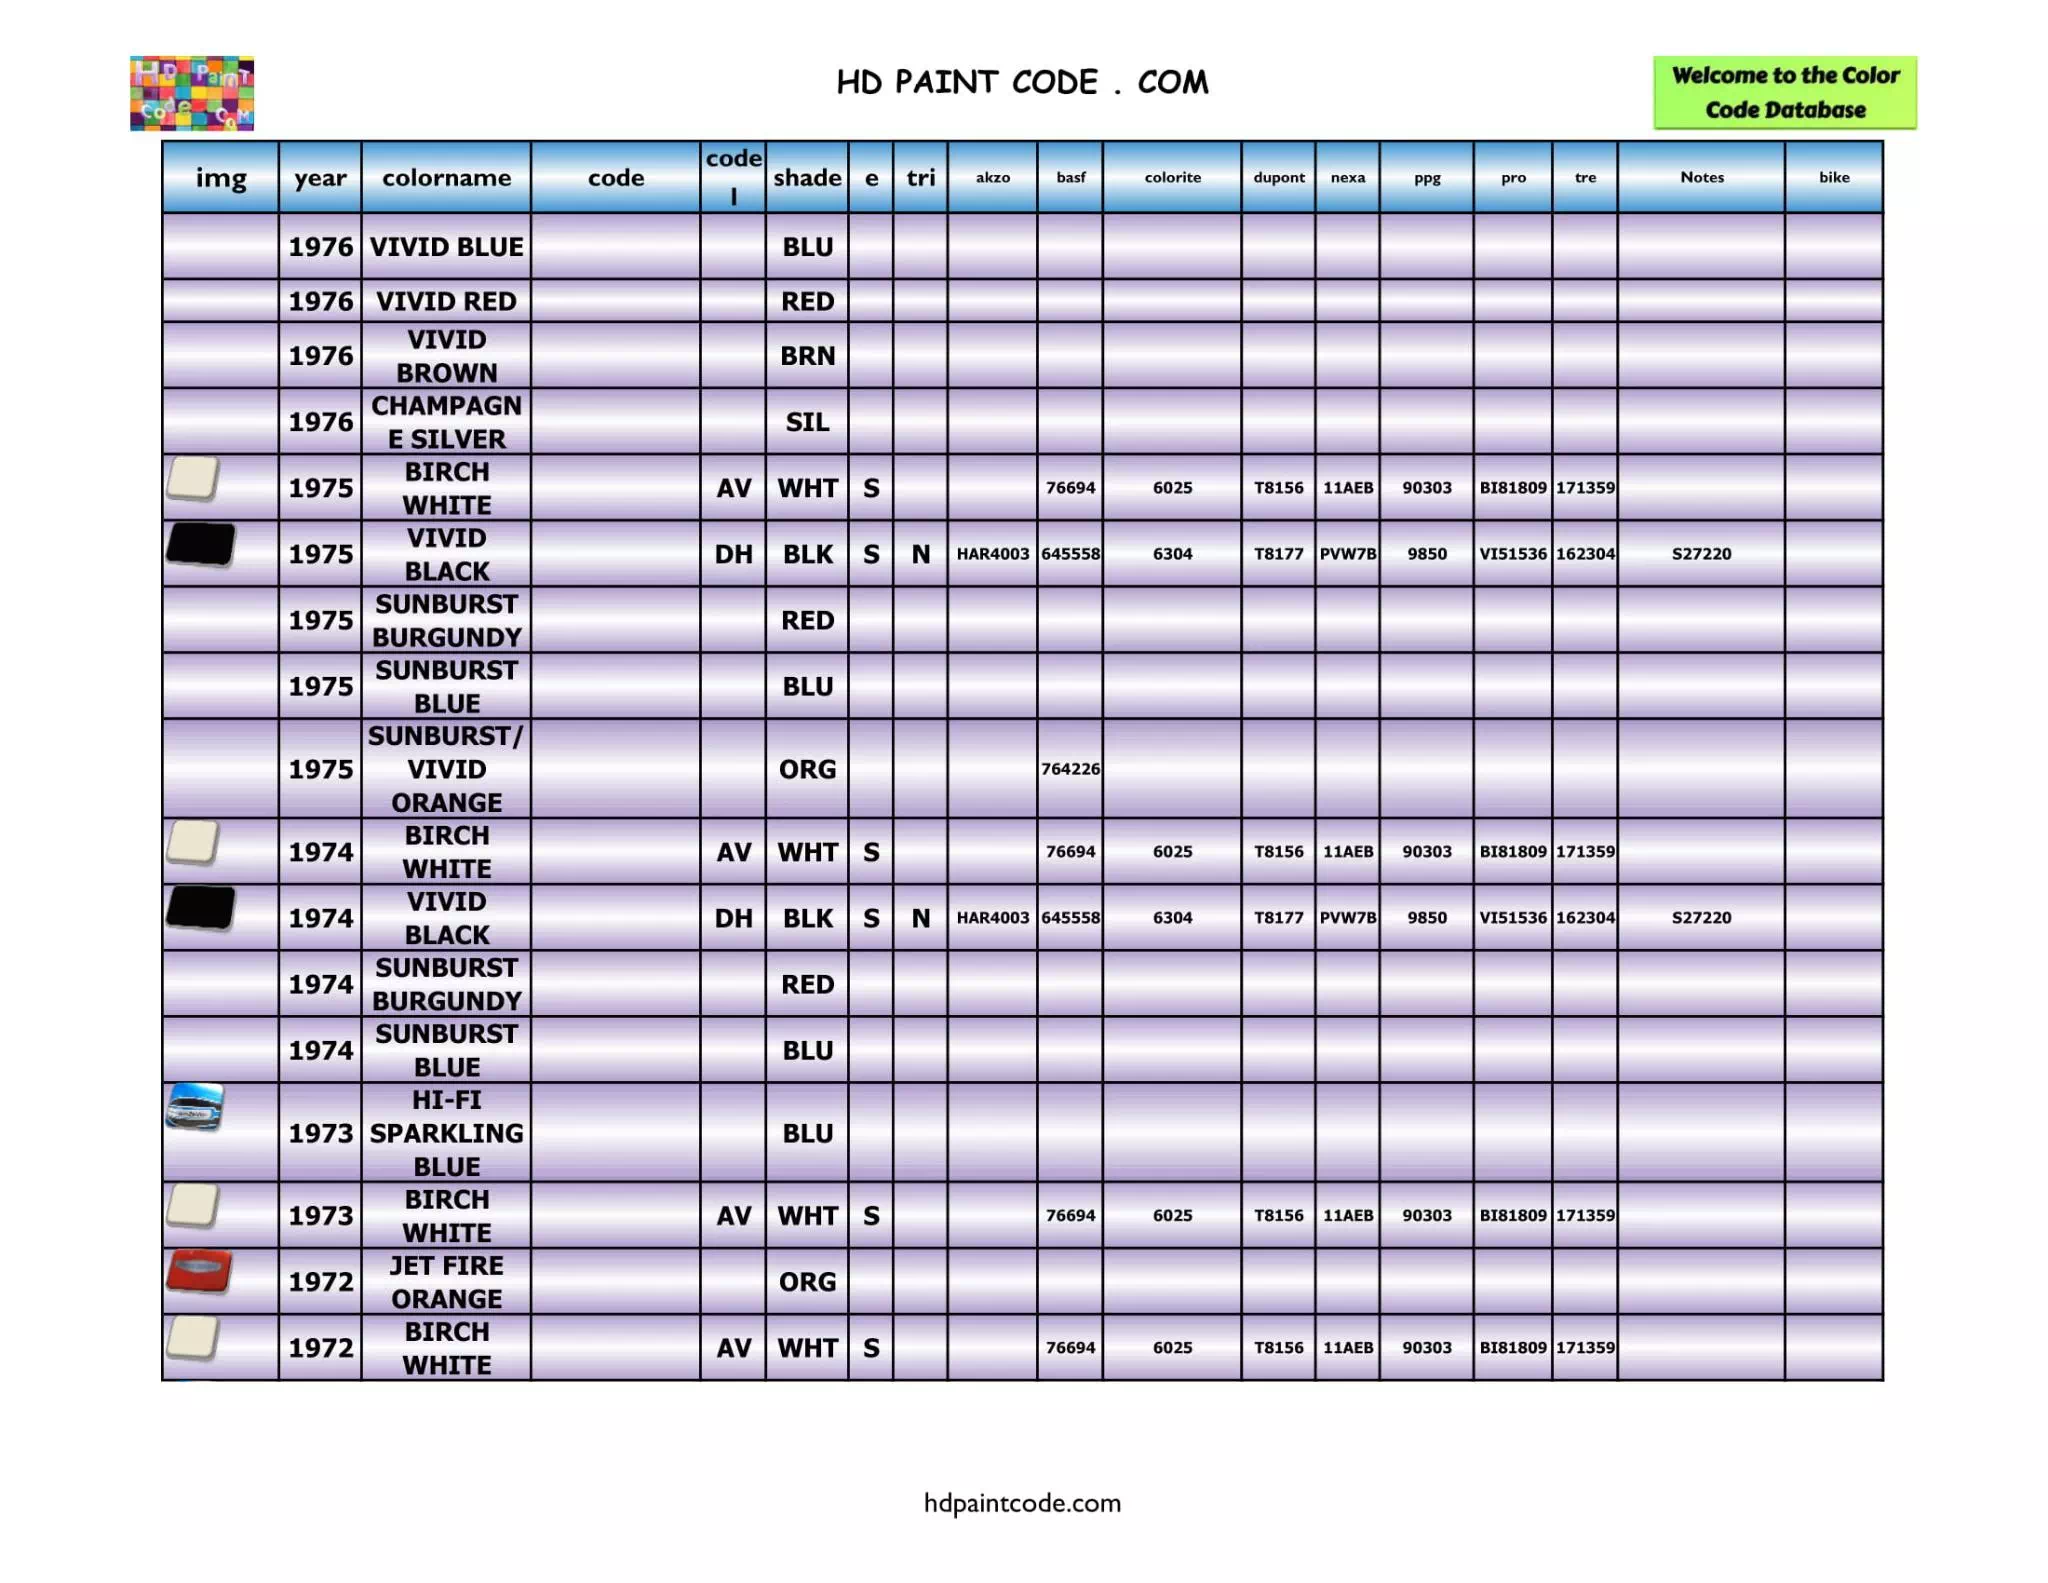 HD PAINT CODE . COM
HD PainT
Code
CoM
Welcome to the Color
Code Database
img year colorname code code l shade e tri akzo basf colorite dupont nexa ppg pro tre Notes bike
1976 VIVID BLUE BLU
1976 VIVID RED RED
1976 VIVID BROWN BRN
1976 CHAMPAGN E SILVER SIL
1975 BIRCH WHITE AV WHT S 76694 6025 T8156 11AEB 90303 BI81809 171359
1975 VIVID BLACK DH BLK S N HAR4003 645558 6304 T8177 PVW7B 9850 VI51536 162304 S27220
1975 SUNBURST BURGUNDY RED
1975 SUNBURST BLUE BLU
1975 SUNBURST/ VIVID ORANGE ORG 764226
1974 BIRCH WHITE AV WHT S 76694 6025 T8156 11AEB 90303 BI81809 171359
1974 VIVID BLACK DH BLK S N HAR4003 645558 6304 T8177 PVW7B 9850 VI51536 162304 S27220
1974 SUNBURST BURGUNDY RED
1974 SUNBURST BLUE BLU
1973 HI-FI SPARKLING BLUE BLU
1973 BIRCH WHITE AV WHT S 76694 6025 T8156 11AEB 90303 BI81809 171359
1972 JET FIRE ORANGE ORG
1972 BIRCH WHITE AV WHT S 76694 6025 T8156 11AEB 90303 BI81809 171359
hdpaintcode.com